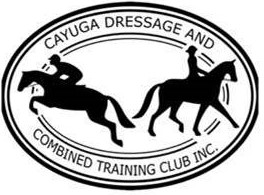 CAYUGA DRESSAGE AND
COMBINED TRAINING CLUB INC.